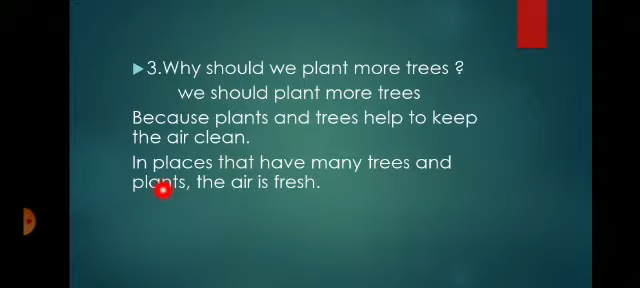 3.Why should we plant more trees ?
we should plant more trees
Because plants and trees help to keep
the air clean.
In places that have many trees and
plants, the air is fresh.